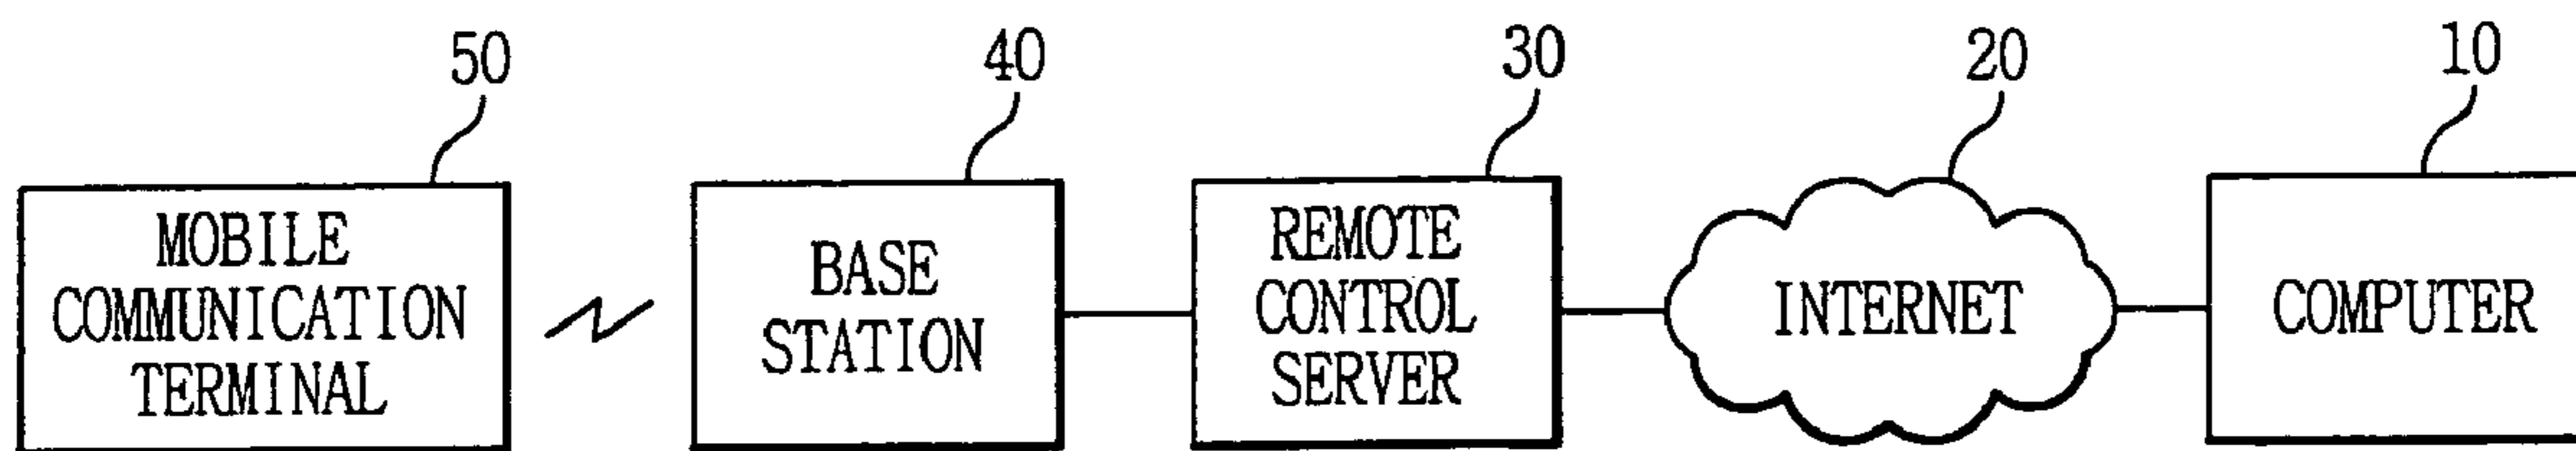 50
40
30
20
10
MOBILE
COMMUNICATION
TERMINAL
BASE
STATION
REMOTE
CONTROL
SERVER
INTERNET
COMPUTER